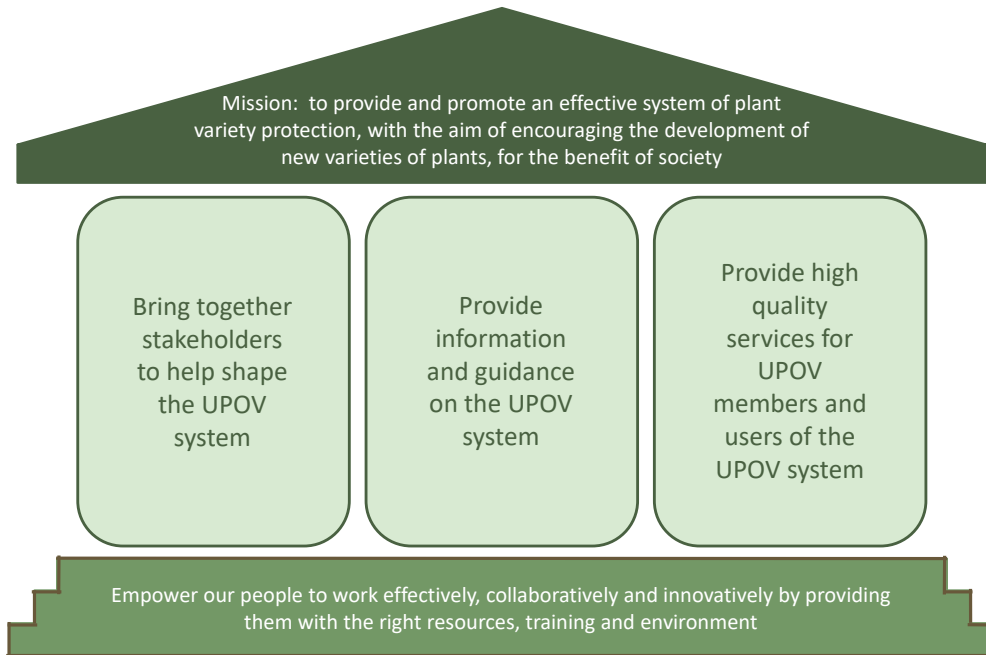 Mission:  to provide and promote an effective system of plant
variety protection, with the aim of encouraging the development of
new varieties of plants, for the benefit of society
Bring together
stakeholders
to help shape
the UPOV
system
Provide
information
and guidance
on the UPOV
system
Provide high
quality
services for
UPOV
members and
users of the
UPOV system
Empower our people to work effectively, collaboratively and innovatively by providing
them with the right resources, training and environment